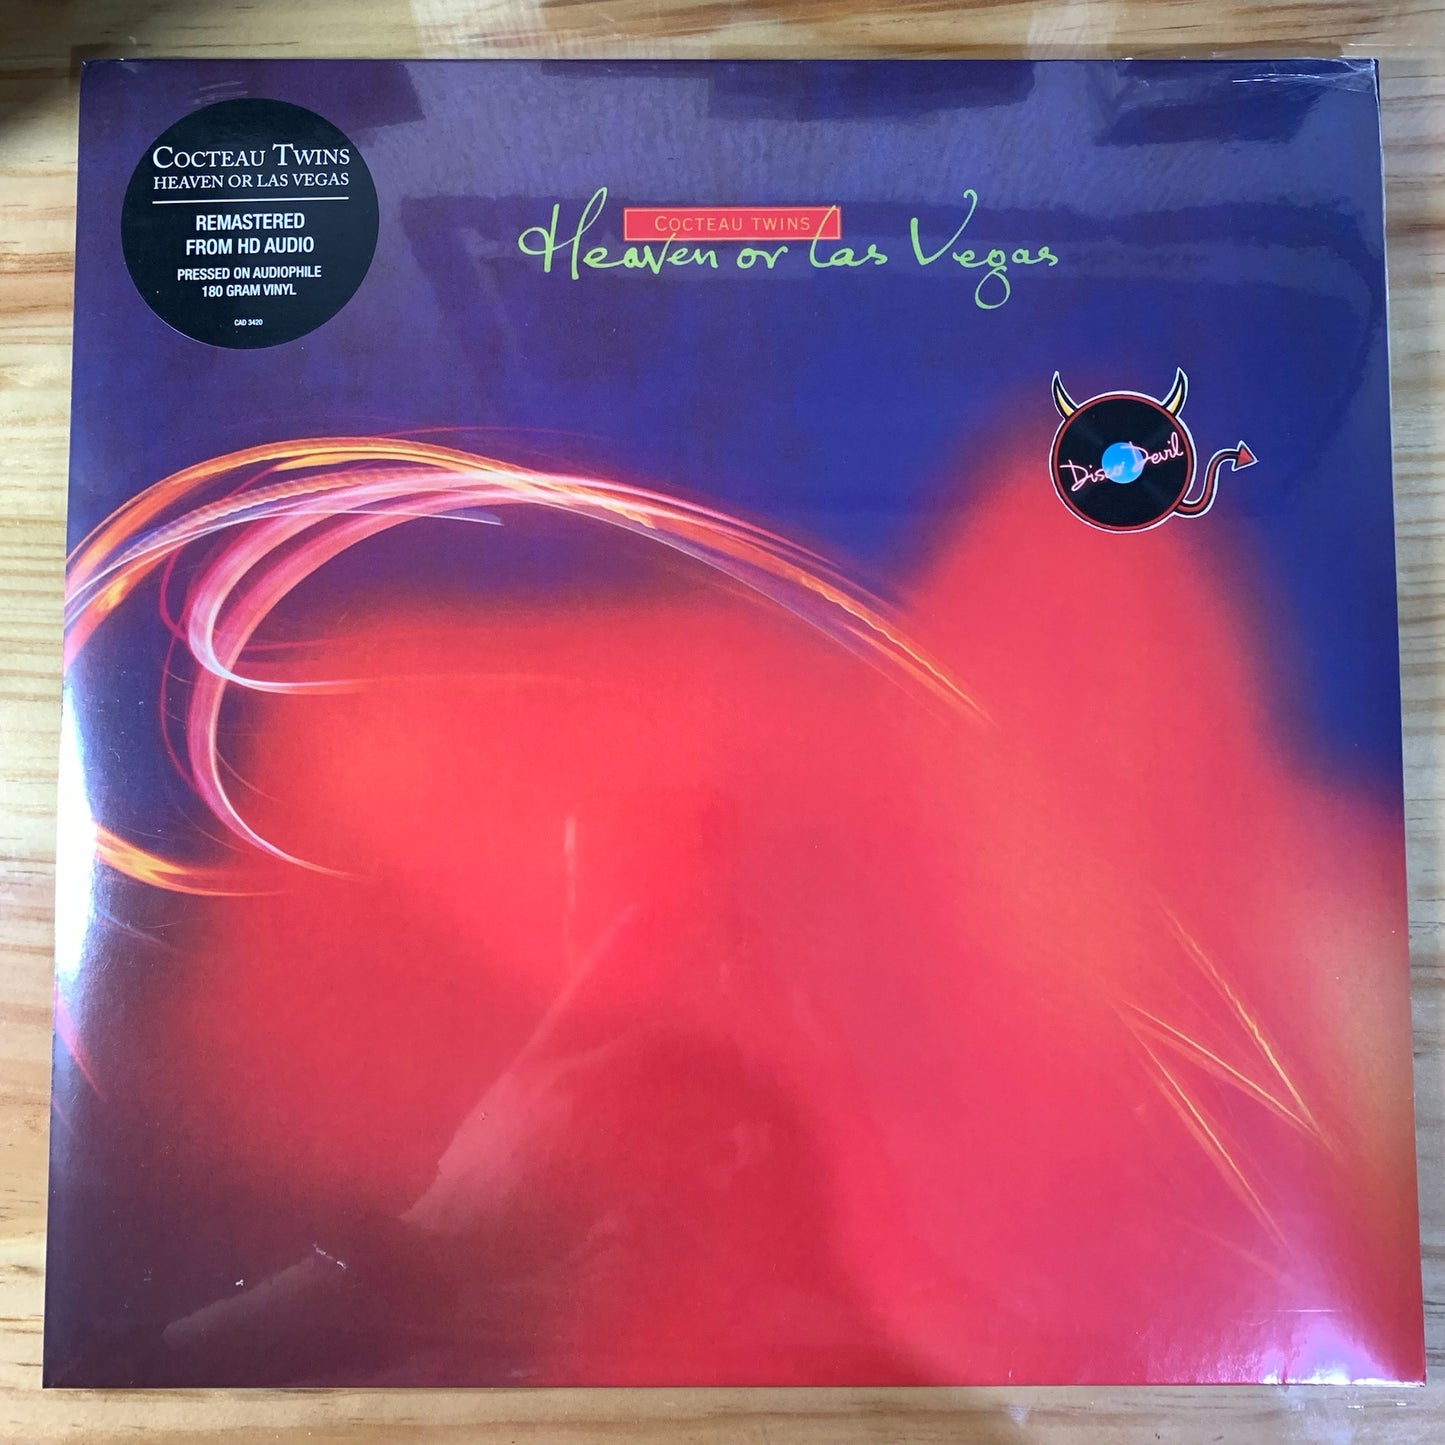 COCTEAU TWINS
HEAVEN OR LAS VEGAS
REMASTERED
FROM HD AUDIO
PRESSED ON AUDIOPHILE
180 GRAM VINYL
CAD 3420
COCTEAU TWINS
Heaven or Las Vegas
Disco Devil